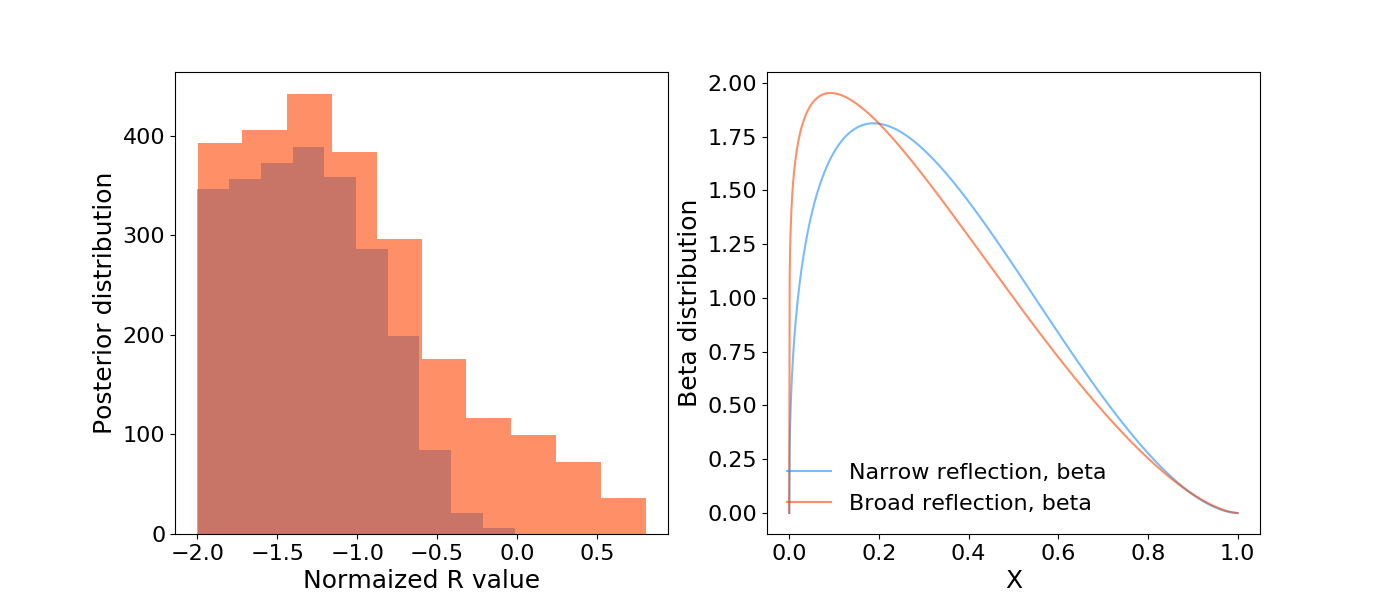 Posterior distribution
400
300
200
100
0
−2.0 −1.5 −1.0 −0.5 0.0 0.5
Normaized R value
Beta distribution
2.00
1.75
1.50
1.25
1.00
0.75
0.50
0.25
0.00
Narrow reflection, beta
Broad reflection, beta
0.0 0.2 0.4 0.6 0.8 1.0
X